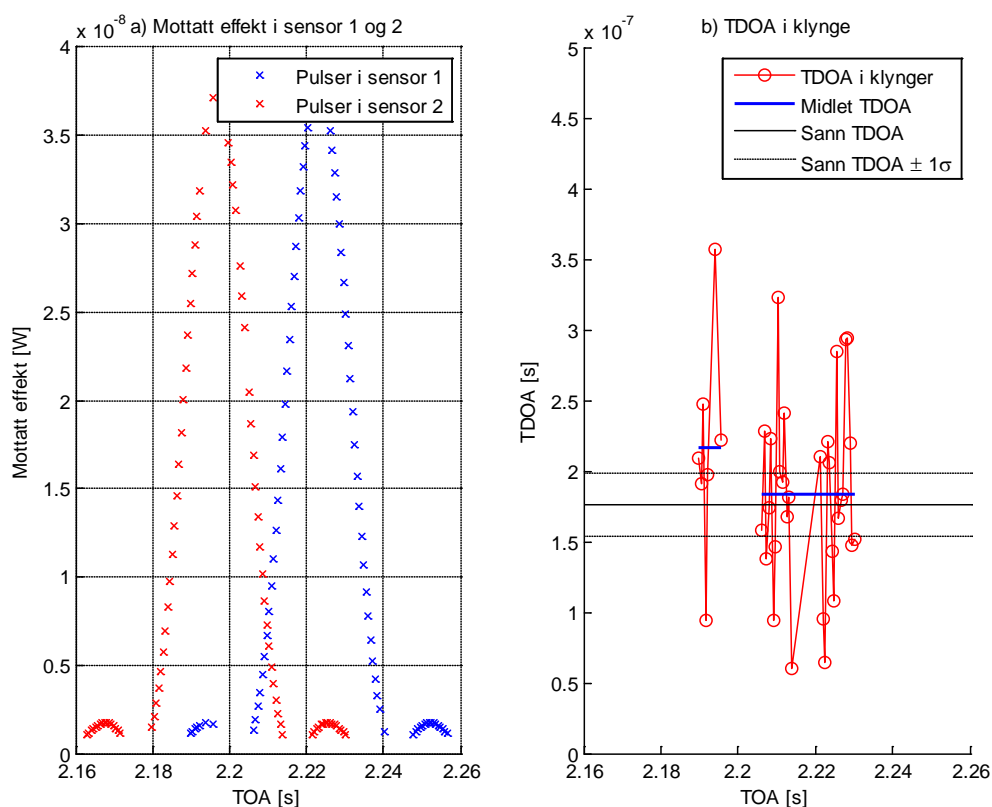 x 10-8
a) Mottatt effekt i sensor 1 og 2
4
3.5
3
2.5
2
1.5
1
0.5
0
Mottatt effekt [W]
Pulser i sensor 1
Pulser i sensor 2
2.16
2.18
2.2
2.22
2.24
2.26
TOA [s]
x 10-7
b) TDOA i klynge
5
4.5
4
3.5
3
2.5
2
1.5
1
0.5
0
TDOA [s]
TDOA i klynger
Midlet TDOA
Sann TDOA
Sann TDOA ± 1σ
2.16
2.18
2.2
2.22
2.24
2.26
TOA [s]